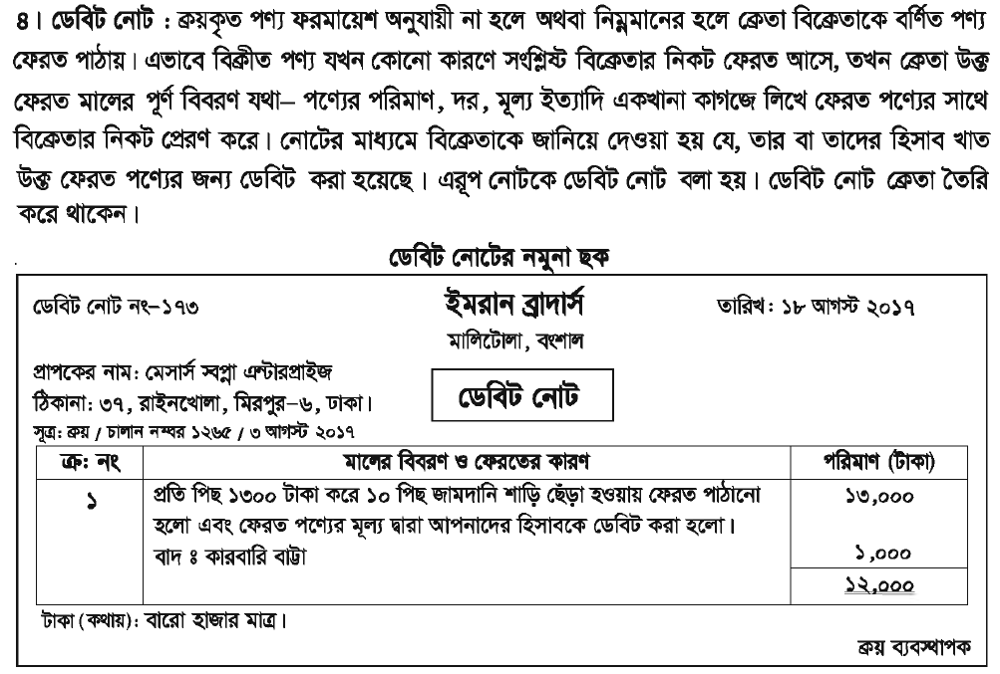 ৪। ডেবিট নোট : ক্রয়কৃত পণ্য ফরমায়েশ অনুযায়ী না হলে অথবা নিম্নমানের হলে ক্রেতা বিক্রেতাকে বর্ণিত পণ্য
ফেরত পাঠায়। এভাবে বিক্রীত পণ্য যখন কোনো কারণে সংশ্লিষ্ট বিক্রেতার নিকট ফেরত আসে, তখন ক্রেতা উক্ত
ফেরত মালের পূর্ণ বিবরণ যথা– পণ্যের পরিমাণ, দর, মূল্য ইত্যাদি একখানা কাগজে লিখে ফেরত পণ্যের সাথে
বিক্রেতার নিকট প্রেরণ করে। নোটের মাধ্যমে বিক্রেতাকে জানিয়ে দেওয়া হয় যে, তার বা তাদের হিসাব খাত
উক্ত ফেরত পণ্যের জন্য ডেবিট করা হয়েছে। এরূপ নোটকে ডেবিট নোট বলা হয়। ডেবিট নোট ক্রেতা তৈরি
করে থাকেন।
ডেবিট নোটের নমুনা ছক
ডেবিট নোট নং–১৭৩ ইমরান ব্রাদার্স তারিখ: ১৮ আগস্ট ২০১৭
মালিটোলা, বংশাল
প্রাপকের নাম: মেসার্স স্বপ্না এন্টারপ্রাইজ
ডেবিট নোট
ঠিকানা: ৩৭, রাইনখোলা, মিরপুর–৬, ঢাকা।
সূত্র: ক্রয় / চালান নম্বর ১২৬৫ / ৩ আগস্ট ২০১৭
ক্র: নং মালের বিবরণ ও ফেরতের কারণ পরিমাণ (টাকা)
১ প্রতি পিছ ১৩০০ টাকা করে ১০ পিছ জামদানি শাড়ি ছেঁড়া হওয়ায় ফেরত পাঠানো ১৩,০০০
হলো এবং ফেরত পণ্যের মূল্য দ্বারা আপনাদের হিসাবকে ডেবিট করা হলো।
বাদ ঃ কারবারি বাট্টা ১,০০০
১২,০০০
টাকা (কথায়): বারো হাজার মাত্র।
ক্রয় ব্যবস্থাপক